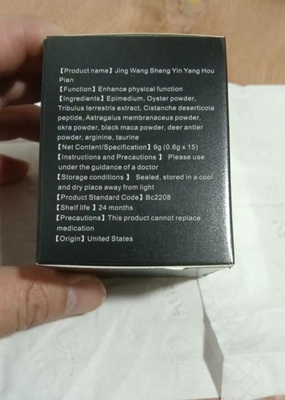 【Product name】Jing Wang Sheng Yin Yang Hou
Pian
【Function】Enhance physical function
【Ingredients】Epimedium, Oyster powder,
Tribulus terrestris extract, Cistanche deserticola
peptide, Astragalus membranaceus powder,
okra powder, black maca powder, deer antler
powder, arginine, taurine
【Net Content/Specification】9g (0.6g x 15)
【Instructions and Precautions 】 Please use
under the guidance of a doctor
【Storage conditions 】 Sealed, stored in a cool
and dry place away from light
【Product Standard Code】Bc2208
【Shelf life 】24 months
【Precautions】This product cannot replace
medication
【Origin】United States